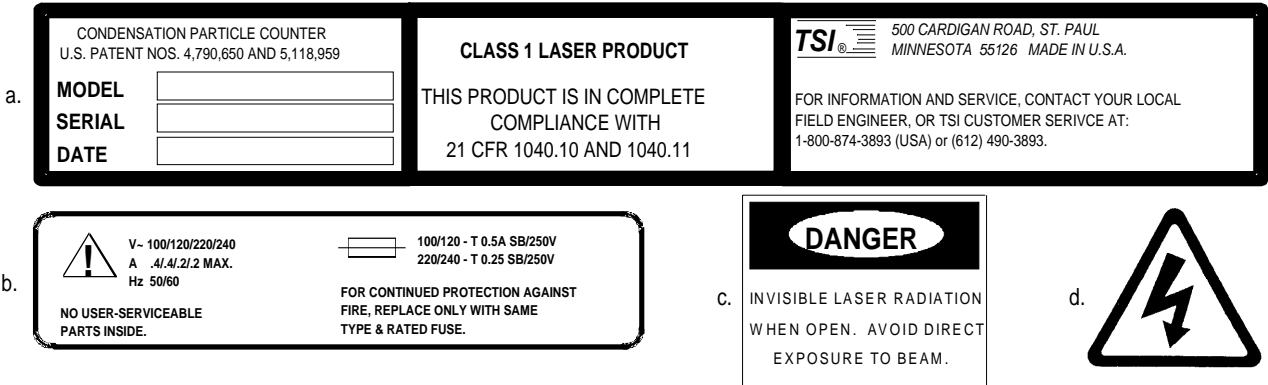 a.
CONDENSATION PARTICLE COUNTER
U.S. PATENT NOS. 4,790,650 AND 5,118,959
MODEL
SERIAL
DATE
CLASS 1 LASER PRODUCT
THIS PRODUCT IS IN COMPLETE
COMPLIANCE WITH
21 CFR 1040.10 AND 1040.11
TSI ®
500 CARDIGAN ROAD, ST. PAUL
MINNESOTA 55126 MADE IN U.S.A.
FOR INFORMATION AND SERVICE, CONTACT YOUR LOCAL
FIELD ENGINEER, OR TSI CUSTOMER SERIVCE AT:
1-800-874-3893 (USA) or (612) 490-3893.
b.
!
V~ 100/120/220/240
A .4/.4/.2/.2 MAX.
Hz 50/60
NO USER-SERVICEABLE
PARTS INSIDE.
100/120 - T 0.5A SB/250V
220/240 - T 0.25 SB/250V
FOR CONTINUED PROTECTION AGAINST
FIRE, REPLACE ONLY WITH SAME
TYPE & RATED FUSE.
c.
DANGER
INVISIBLE LASER RADIATION
WHEN OPEN. AVOID DIRECT
EXPOSURE TO BEAM.
d.